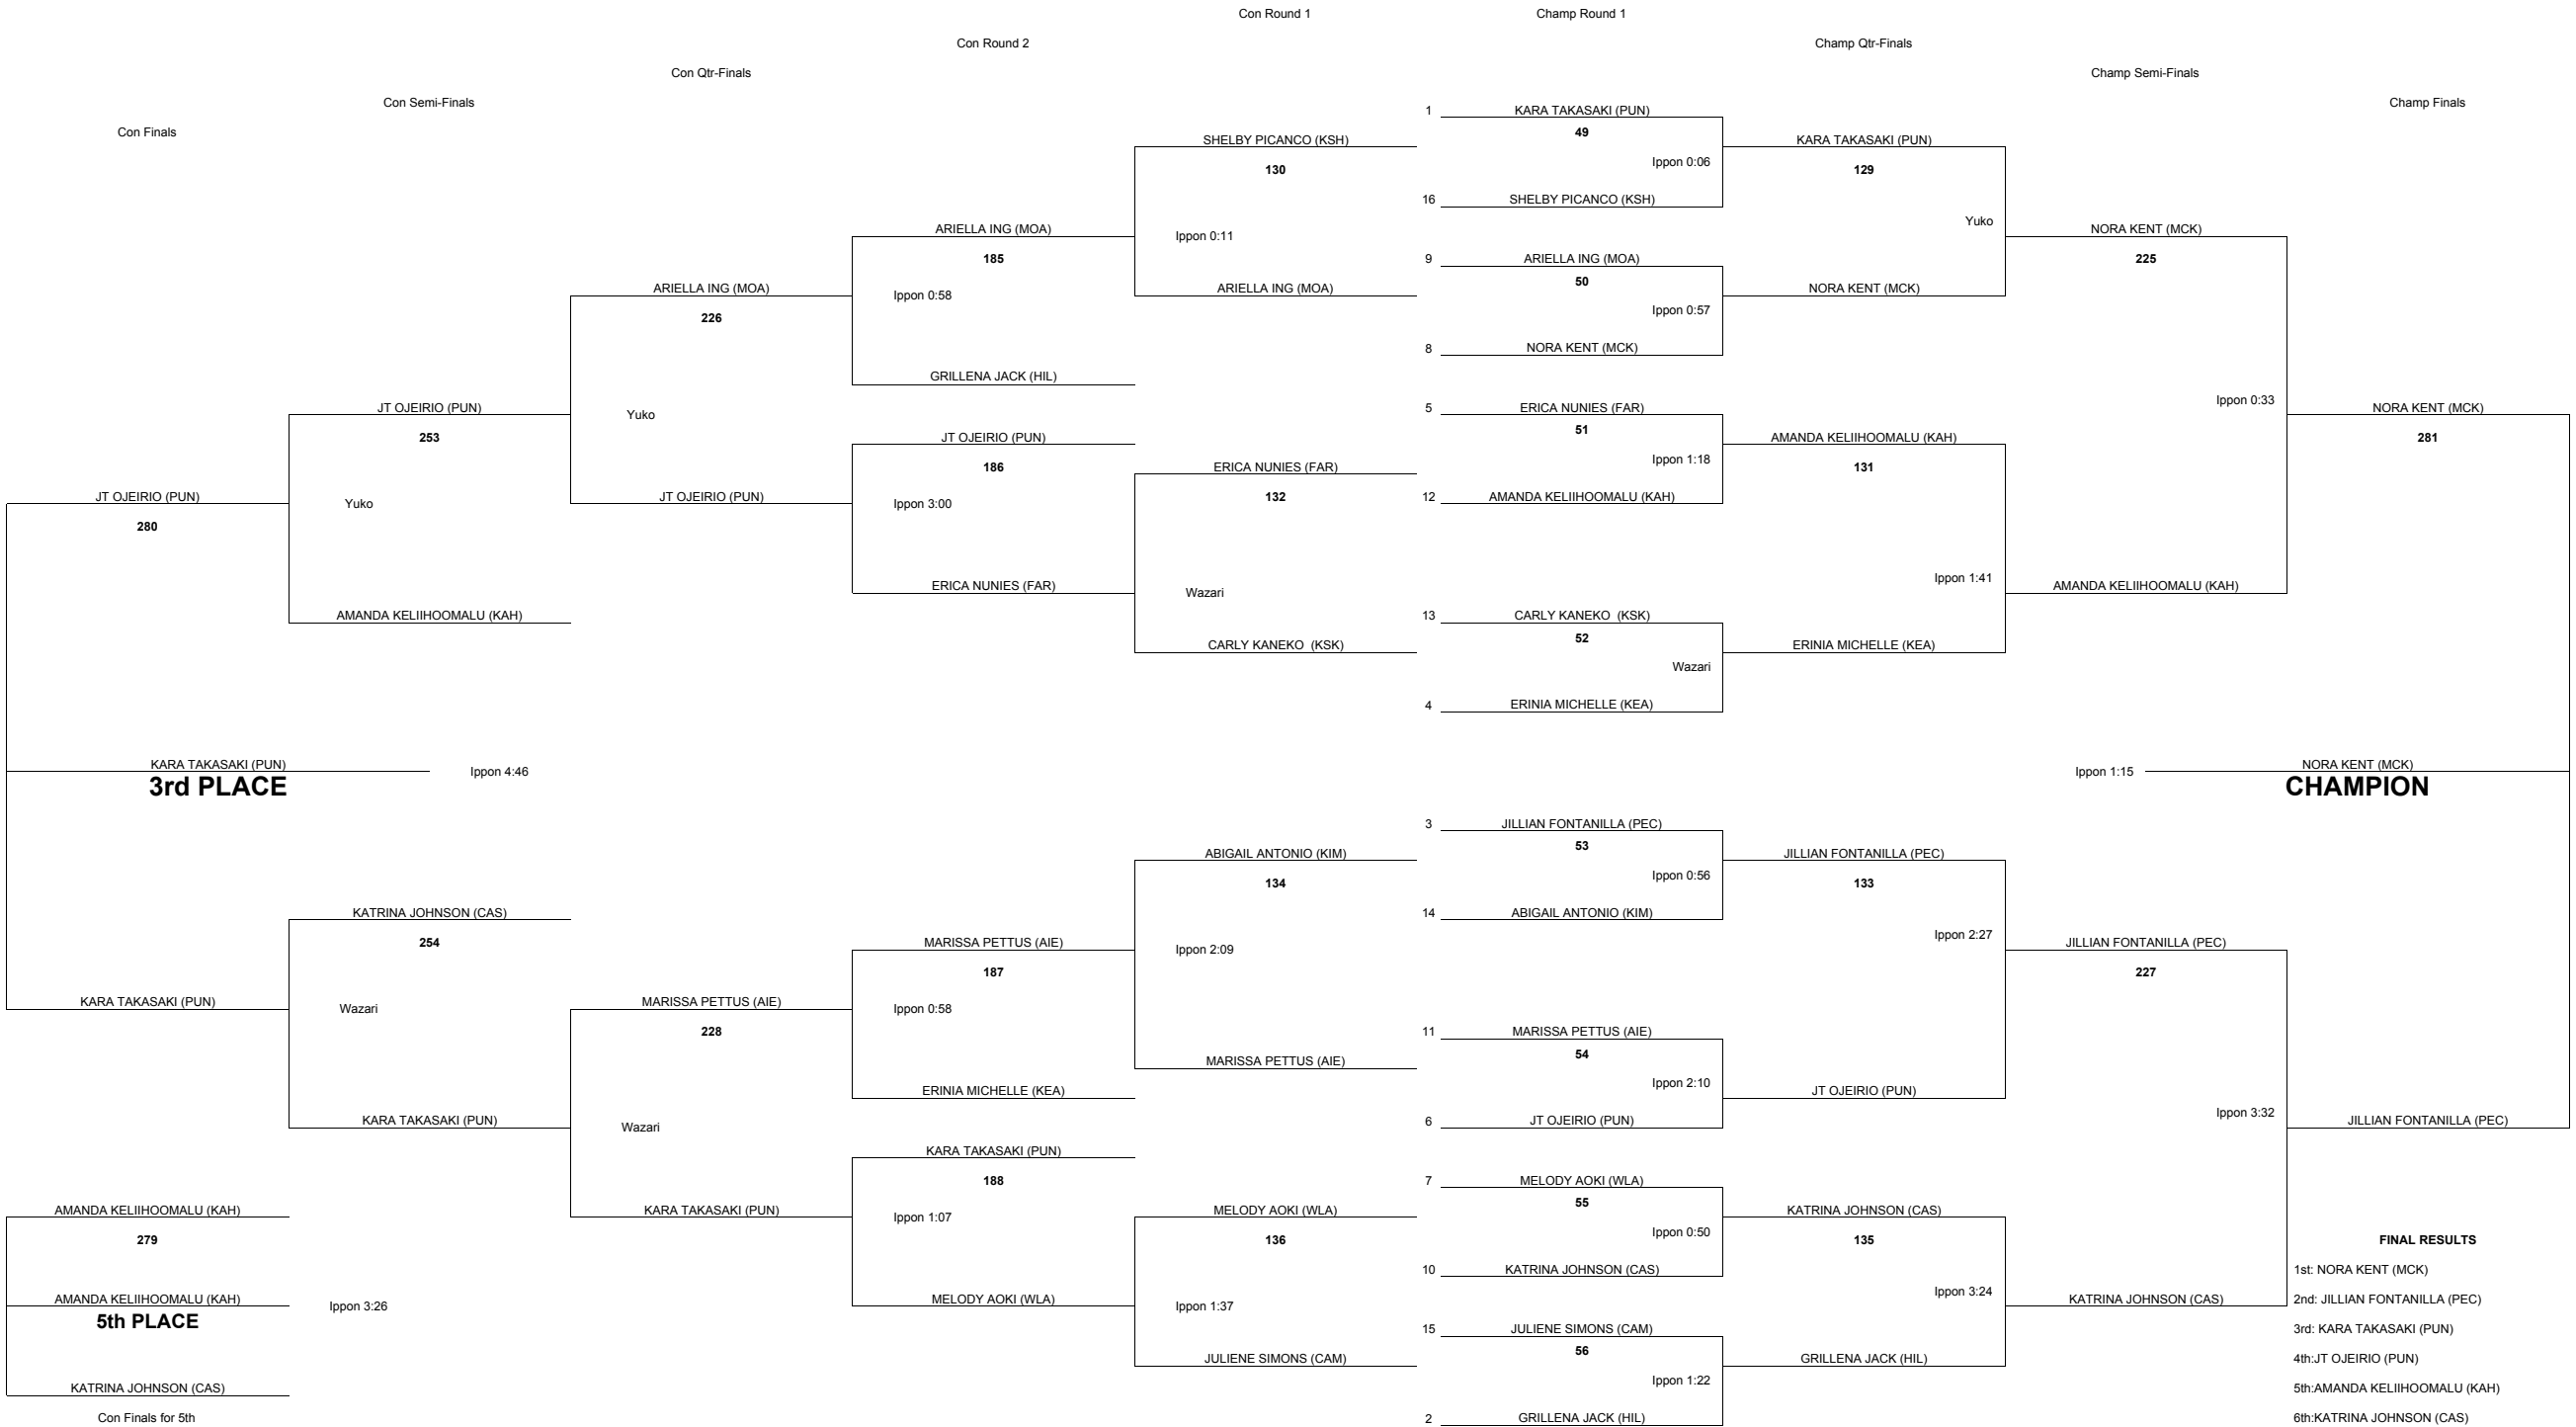 Con Round 1
Champ Round 1
Con Round 2
Champ Qtr-Finals
Con Qtr-Finals
Champ Semi-Finals
Con Semi-Finals
Champ Finals
Con Finals
1 KARA TAKASAKI (PUN)
49
Ippon 0:06
16 SHELBY PICANCO (KSH)
9 ARIELLA ING (MOA)
50
Ippon 0:57
8 NORA KENT (MCK)
5 ERICA NUNIES (FAR)
51
Ippon 1:18
12 AMANDA KELIIHOOMALU (KAH)
13 CARLY KANEKO (KSK)
52
Wazari
4 ERINIA MICHELLE (KEA)
3 JILLIAN FONTANILLA (PEC)
53
Ippon 0:56
14 ABIGAIL ANTONIO (KIM)
11 MARISSA PETTUS (AIE)
54
Ippon 2:10
6 JT OJEIRIO (PUN)
7 MELODY AOKI (WLA)
55
Ippon 0:50
10 KATRINA JOHNSON (CAS)
15 JULIENE SIMONS (CAM)
56
Ippon 1:22
2 GRILLENA JACK (HIL)
KARA TAKASAKI (PUN)
129
Yuko
NORA KENT (MCK)
AMANDA KELIIHOOMALU (KAH)
131
Ippon 1:41
ERINIA MICHELLE (KEA)
JILLIAN FONTANILLA (PEC)
133
Ippon 2:27
JT OJEIRIO (PUN)
KATRINA JOHNSON (CAS)
135
Ippon 3:24
GRILLENA JACK (HIL)
NORA KENT (MCK)
225
Ippon 0:33
AMANDA KELIIHOOMALU (KAH)
JILLIAN FONTANILLA (PEC)
227
Ippon 3:32
KATRINA JOHNSON (CAS)
NORA KENT (MCK)
281
Ippon 1:15
NORA KENT (MCK)
CHAMPION
JILLIAN FONTANILLA (PEC)
SHELBY PICANCO (KSH)
130
Ippon 0:11
ARIELLA ING (MOA)
ERICA NUNIES (FAR)
132
Wazari
CARLY KANEKO (KSK)
ABIGAIL ANTONIO (KIM)
134
Ippon 2:09
MARISSA PETTUS (AIE)
MELODY AOKI (WLA)
136
Ippon 1:37
JULIENE SIMONS (CAM)
ARIELLA ING (MOA)
185
Ippon 0:58
GRILLENA JACK (HIL)
JT OJEIRIO (PUN)
186
Ippon 3:00
ERICA NUNIES (FAR)
MARISSA PETTUS (AIE)
187
Ippon 0:58
ERINIA MICHELLE (KEA)
KARA TAKASAKI (PUN)
188
Ippon 1:07
MELODY AOKI (WLA)
ARIELLA ING (MOA)
226
Yuko
JT OJEIRIO (PUN)
MARISSA PETTUS (AIE)
228
Wazari
KARA TAKASAKI (PUN)
JT OJEIRIO (PUN)
253
Yuko
AMANDA KELIIHOOMALU (KAH)
KATRINA JOHNSON (CAS)
254
Wazari
KARA TAKASAKI (PUN)
JT OJEIRIO (PUN)
280
KARA TAKASAKI (PUN)
Ippon 4:46
3rd PLACE
KARA TAKASAKI (PUN)
AMANDA KELIIHOOMALU (KAH)
279
AMANDA KELIIHOOMALU (KAH)
Ippon 3:26
5th PLACE
KATRINA JOHNSON (CAS)
Con Finals for 5th
FINAL RESULTS
1st: NORA KENT (MCK)
2nd: JILLIAN FONTANILLA (PEC)
3rd: KARA TAKASAKI (PUN)
4th:JT OJEIRIO (PUN)
5th:AMANDA KELIIHOOMALU (KAH)
6th:KATRINA JOHNSON (CAS)